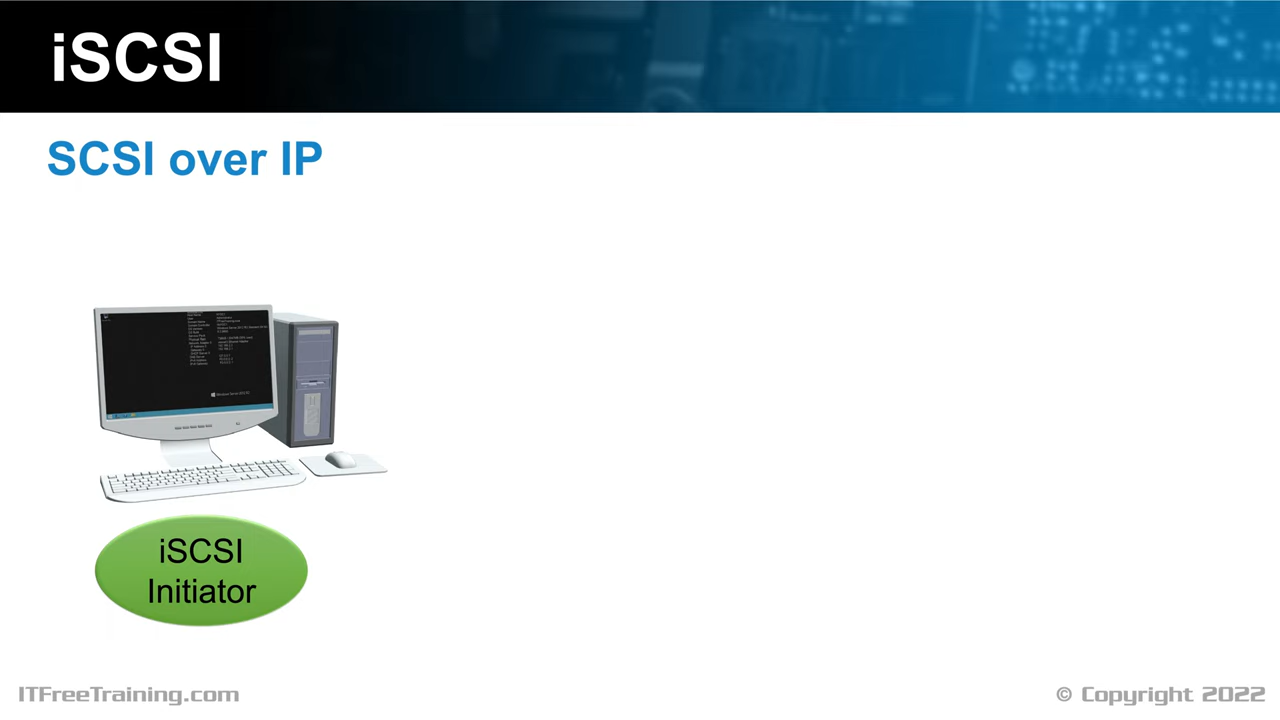 iSCSI
SCSI over IP
iSCSI
Initiator
ITFreeTraining.com
© Copyright 2022